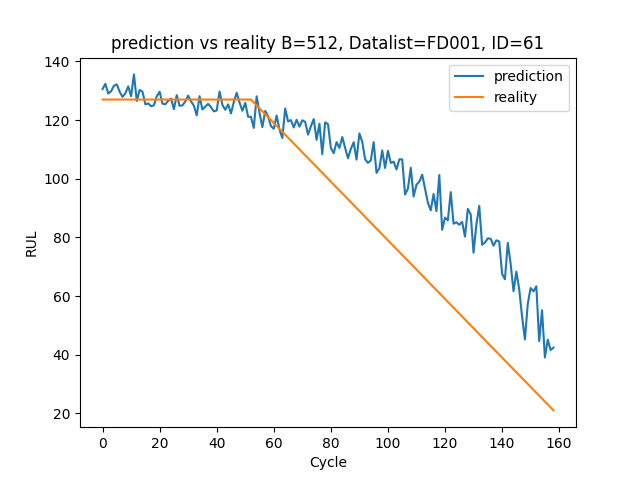 prediction vs reality B=512, Datalist=FD001, ID=61
prediction
reality
RUL
140
120
100
80
60
40
20
0 20 40 60 80 100 120 140 160
Cycle